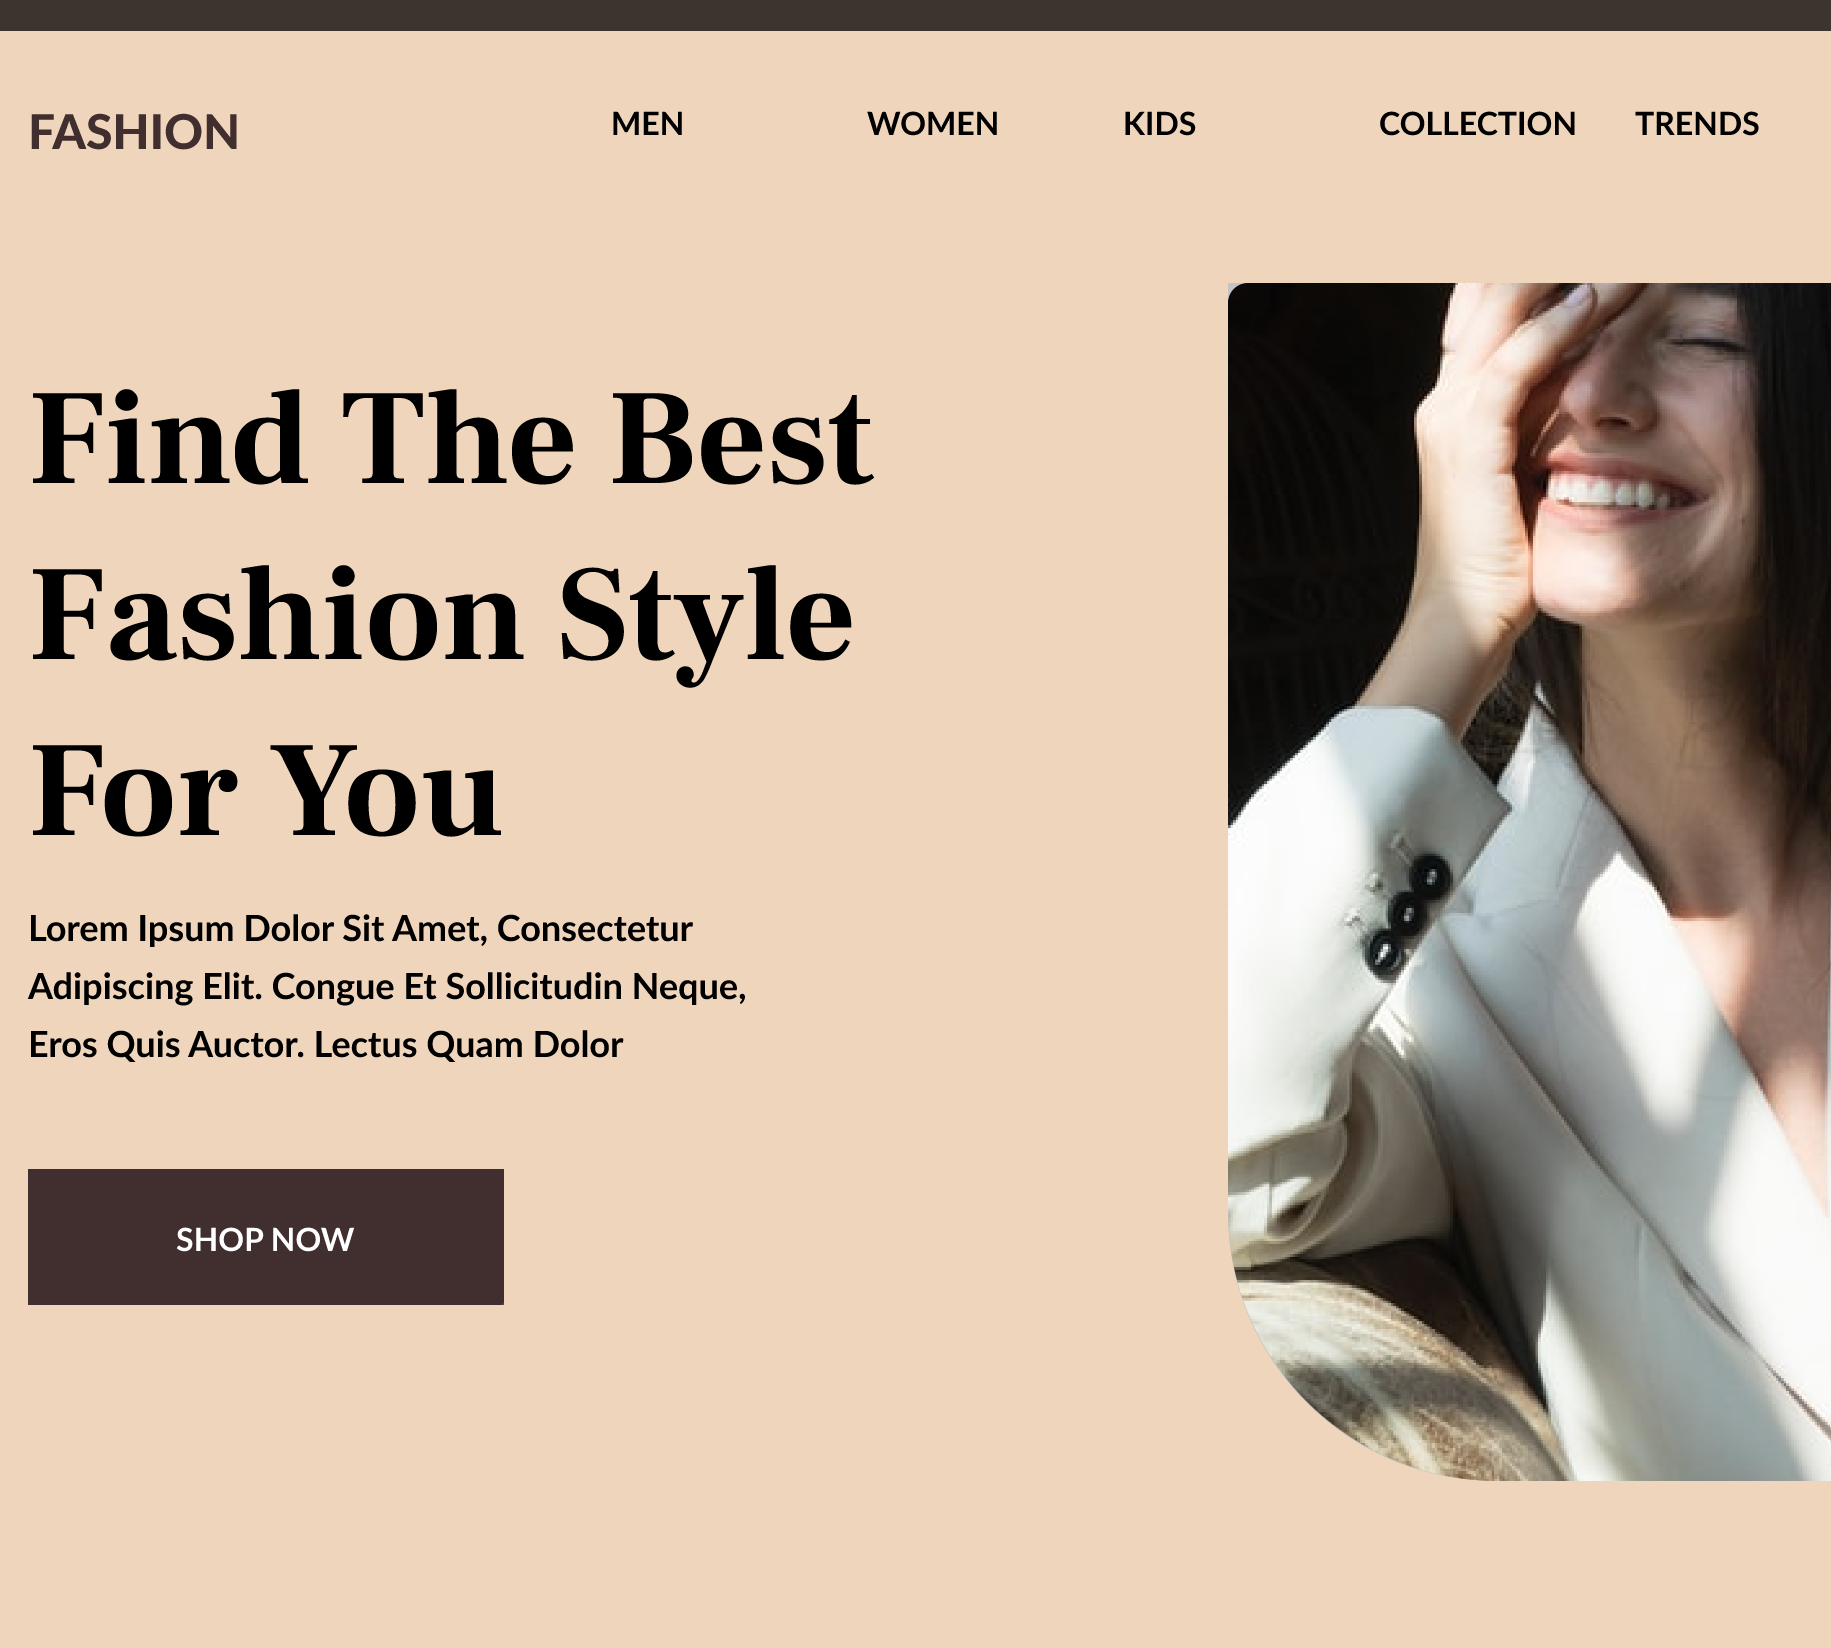 FASHION
MEN WOMEN KIDS COLLECTION TRENDS
Find The Best
Fashion Style
For You
Lorem Ipsum Dolor Sit Amet, Consectetur
Adipiscing Elit. Congue Et Sollicitudin Neque,
Eros Quis Auctor. Lectus Quam Dolor
SHOP NOW